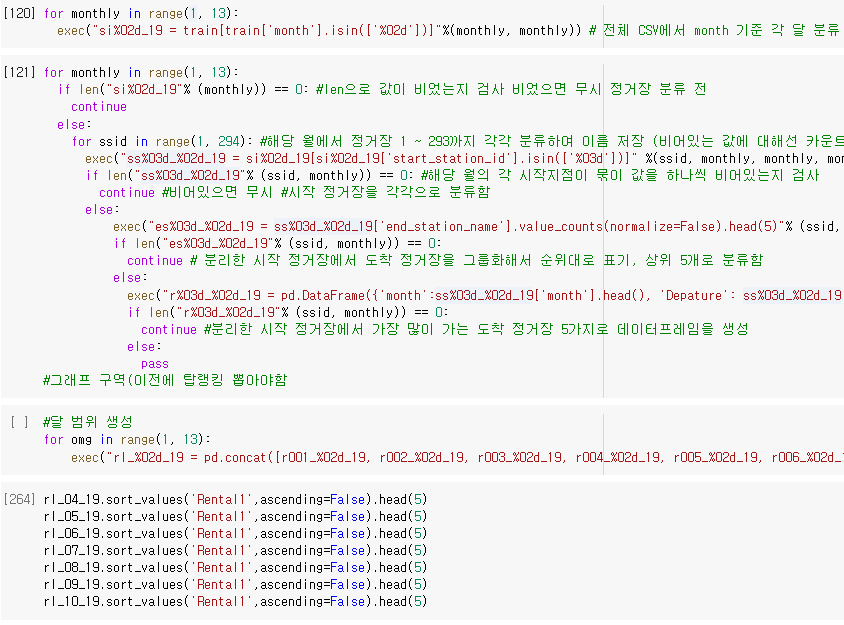 [120] for monthly in range(1, 13):
exec("si%02d_19 = train[train['month'].isin(['%02d'])]"%(monthly, monthly)) # 전체 CSV에서 month 기준 각 달 분류
[121] for monthly in range(1, 13):
if len("si%02d_19"% (monthly)) == 0: #len으로 값이 비었는지 검사 비었으면 무시 정거장 분류 전
continue
else:
for ssid in range(1, 294): #해당 월에서 정거장 1 ~ 293까지 각각 분류하여 이름 저장 (비어있는 값에 대해선 카운트
exec("ss%03d_%02d_19 = si%02d_19[si%02d_19['start_station_id'].isin(['%03d'])]" %(ssid, monthly, monthly, mon
if len("ss%03d_%02d_19"% (ssid, monthly)) == 0: #해당 월의 각 시작지점이 묶이 값을 하나씩 비어있는지 검사
continue #비어있으면 무시 #시작 정거장을 각각으로 분류함
else:
exec("es%03d_%02d_19 = ss%03d_%02d_19['end_station_name'].value_counts(normalize=False).head(5)"% (ssid,
if len("es%03d_%02d_19"% (ssid, monthly)) == 0:
continue # 분리한 시작 정거장에서 도착 정거장을 그룹화해서 순위대로 표기, 상위 5개로 분류함
else:
exec("r%03d_%02d_19 = pd.DataFrame({'month':ss%03d_%02d_19['month'].head(), 'Depature': ss%03d_%02d_19
if len("r%03d_%02d_19"% (ssid, monthly)) == 0:
continue #분리한 시작 정거장에서 가장 많이 가는 도착 정거장 5가지로 데이터프레임을 생성
else:
pass
#그래프 구역(이전에 탑랭킹 뽑아야함
[ ] #달 범위 생성
for omg in range(1, 13):
exec("rl_%02d_19 = pd.concat([r001_%02d_19, r002_%02d_19, r003_%02d_19, r004_%02d_19, r005_%02d_19, r006_%02d_1
[264] rl_04_19.sort_values('Rental1',ascending=False).head(5)
rl_05_19.sort_values('Rental1',ascending=False).head(5)
rl_06_19.sort_values('Rental1',ascending=False).head(5)
rl_07_19.sort_values('Rental1',ascending=False).head(5)
rl_08_19.sort_values('Rental1',ascending=False).head(5)
rl_09_19.sort_values('Rental1',ascending=False).head(5)
rl_10_19.sort_values('Rental1',ascending=False).head(5)